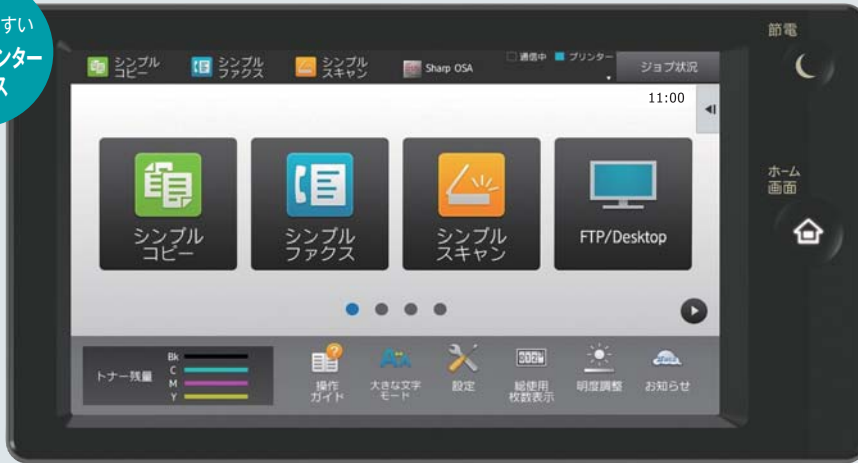 すい
ンター
ス
シンプル
コピー
シンプル
ファクス
シンプル
スキャン
Sharp OSA
通信中
プリンター
ジョブ状況
節電
11:00
シンプル
コピー
シンプル
ファクス
シンプル
スキャン
FTP/Desktop
ホーム
画面
トナー残量
Bk
C
M
Y
操作
ガイド
大きな文字
モード
設定
総使用
枚数表示
明度調整
お知らせ